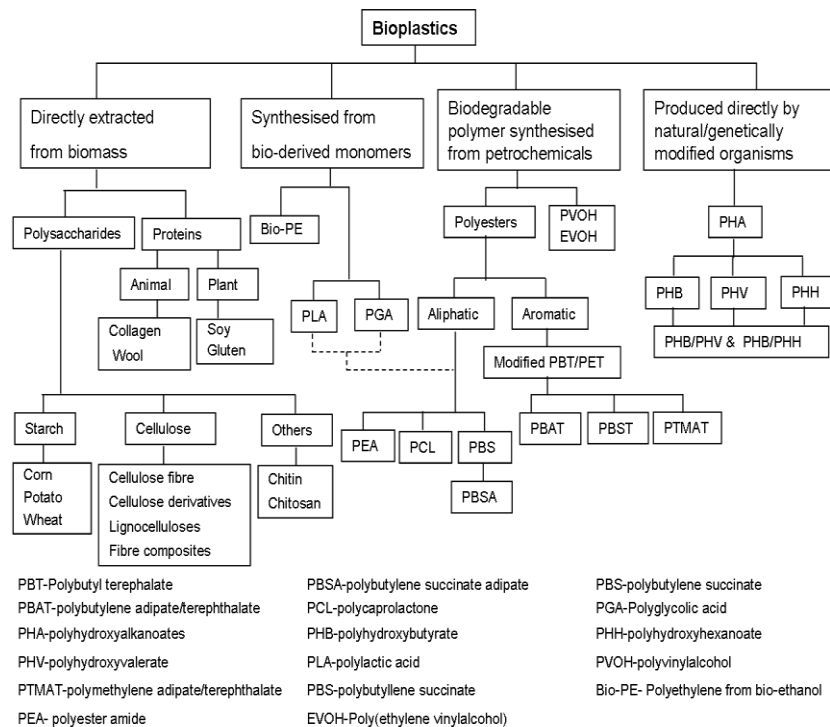 Bioplastics
Directly extracted
from biomass
Synthesised from
bio-derived monomers
Biodegradable
polymer synthesised
from petrochemicals
Produced directly by
natural/genetically
modified organisms
Polysaccharides
Proteins
Bio-PE
Polyesters
PVOH
EVOH
PHA
Animal
Plant
PLA
PGA
Aliphatic
Aromatic
PHB
PHV
PHH
Collagen
Wool
Soy
Gluten
Modified PBT/PET
PHB/PHV & PHB/PHH
Starch
Cellulose
Others
PEA
PCL
PBS
PBAT
PBST
PTMAT
Corn
Potato
Wheat
Cellulose fibre
Cellulose derivatives
Lignocelluloses
Fibre composites
Chitin
Chitosan
PBSA
PBT-Polybutyl terephalate
PBSA-polybutylene succinate adipate
PBS-polybutylene succinate
PBAT-polybutylene adipate/terephthalate
PCL-polycaprolactone
PGA-Polyglycolic acid
PHA-polyhydroxyalkanoates
PHB-polyhydroxybutyrate
PHH-polyhydroxyhexanoate
PHV-polyhydroxyvalerate
PLA-polylactic acid
PVOH-polyvinylalcohol
PTMAT-polymethylene adipate/terephthalate
PBS-polybutyllene succinate
Bio-PE- Polyethylene from bio-ethanol
PEA- polyester amide
EVOH-Poly(ethylene vinylalcohol)